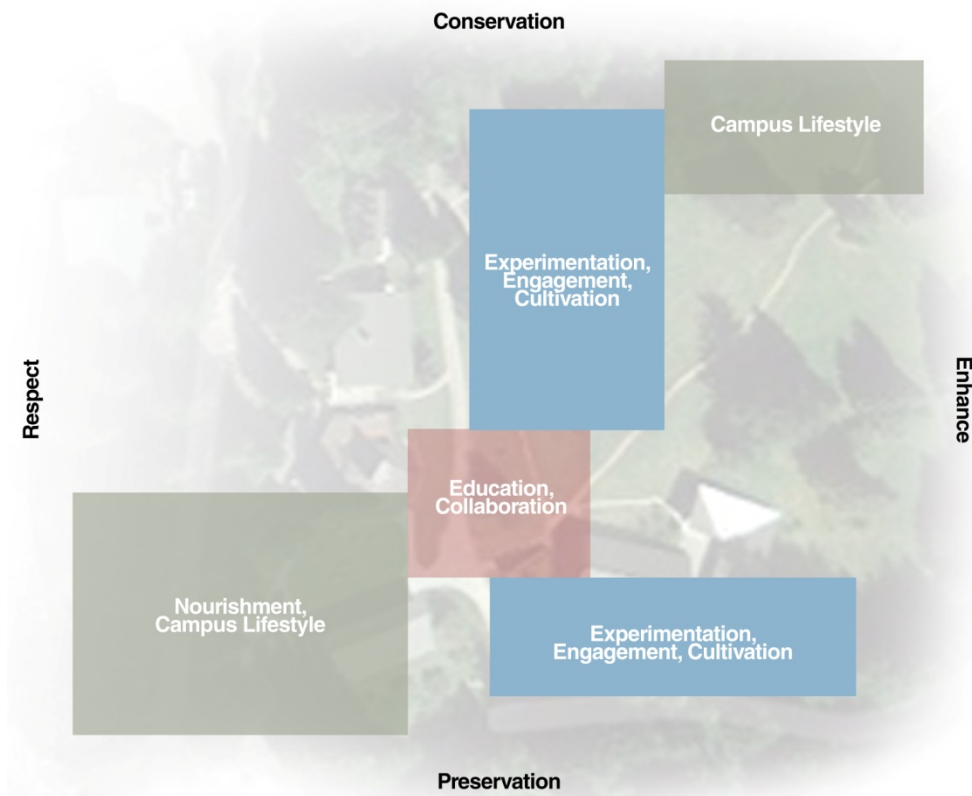 Conservation
Campus Lifestyle
Experimentation,
Engagement,
Cultivation
Respect
Enhance
Education,
Collaboration
Nourishment,
Campus Lifestyle
Experimentation,
Engagement, Cultivation
Preservation